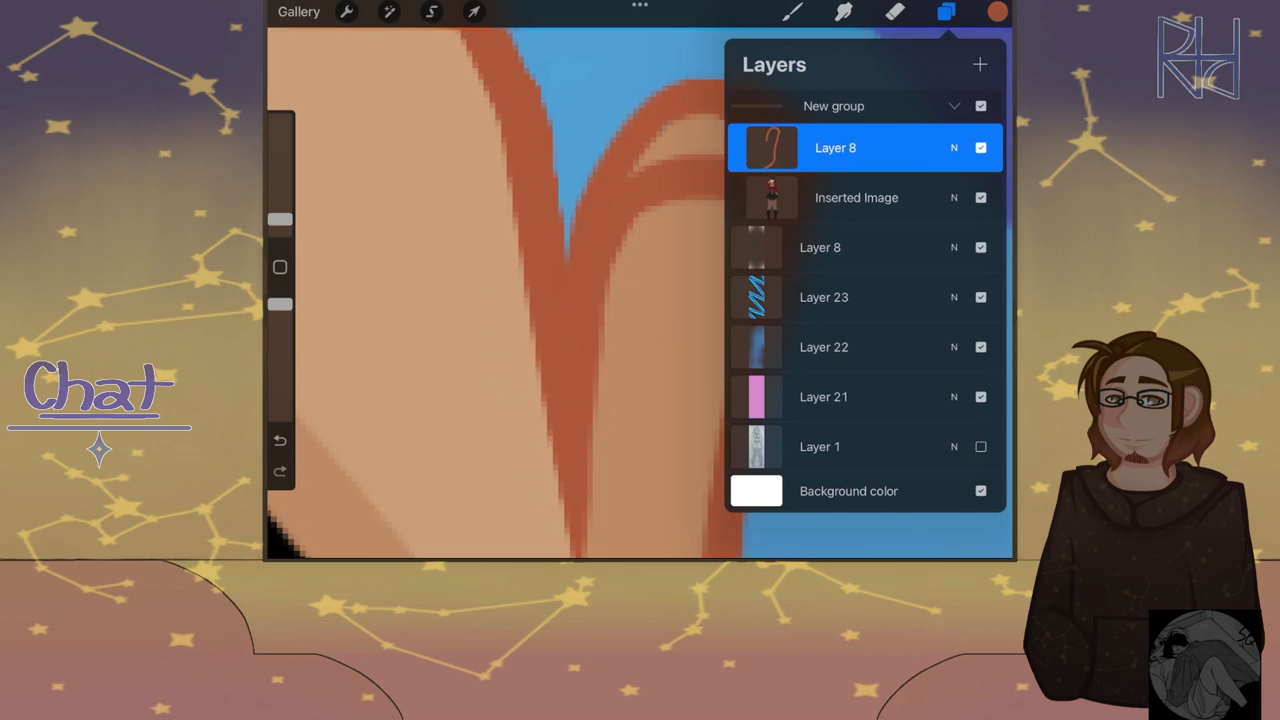 Gallery
Layers
New group
Layer 8
N
Inserted Image
N
Layer 8
N
Layer 23
N
Layer 22
N
Layer 21
N
Layer 1
N
Background color
Chat